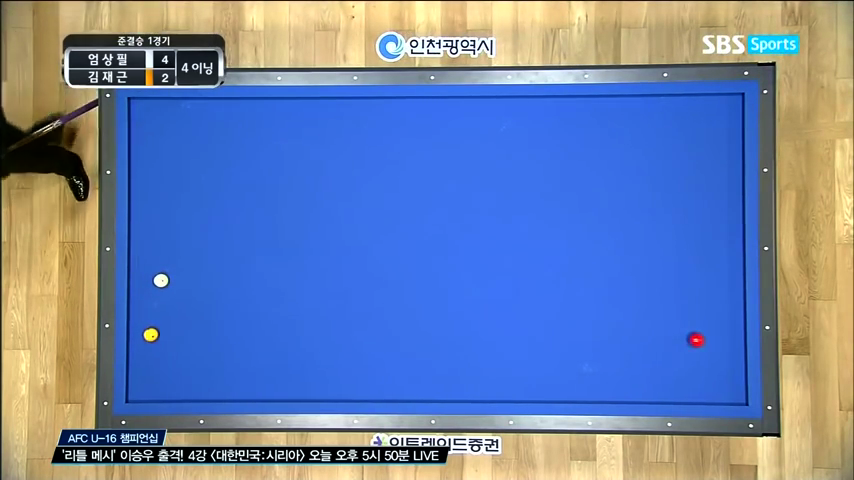 준결승 1경기
엄상필 4
김재근 2
4 이닝
인천광역시
SBS Sports
이트레이드증권
AFC U-16 챔피언십
'리틀 메시' 이승우 출격! 4강 <대한민국:시리아> 오늘 오후 5시 50분 LIVE